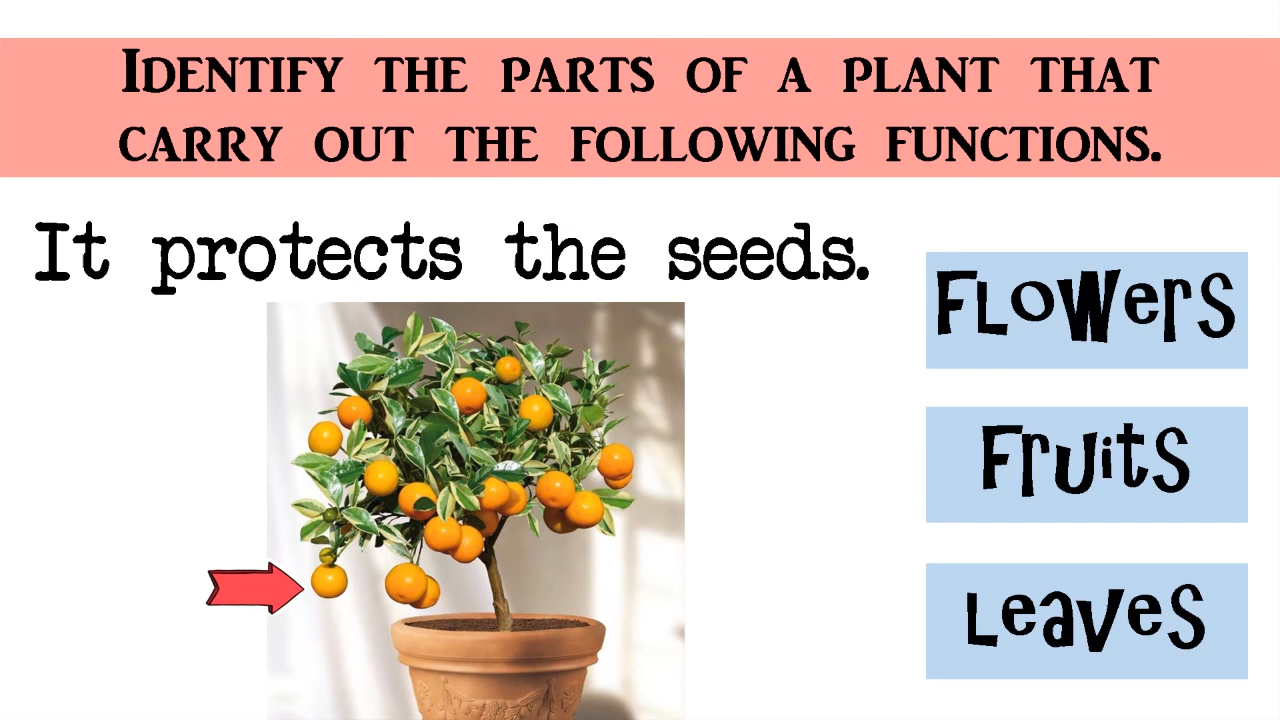 Identify the parts of a plant that
carry out the following functions.
It protects the seeds.
Flowers
Fruits
Leaves